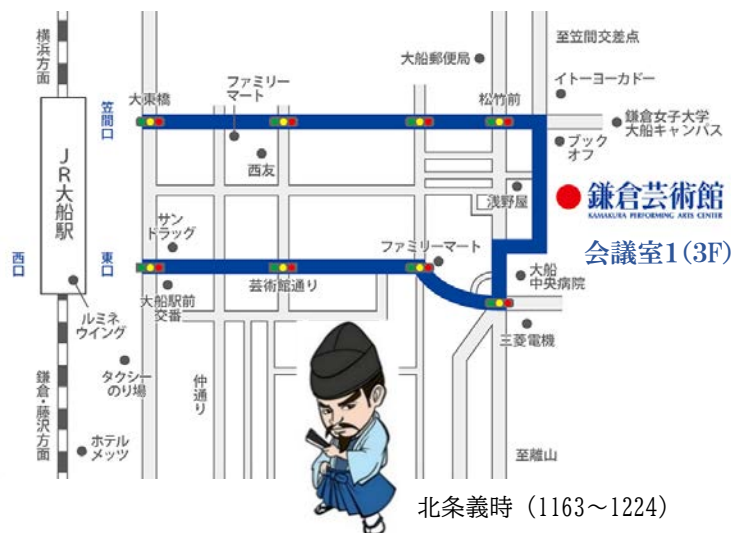 横浜方面
至笠間交差点
大船郵便局
イトーヨーカドー
ファミリー
マート
大東橋
松竹前
笠間口
鎌倉女子大学
大船キャンパス
ブック
オフ
西友
JR大船駅
浅野屋
鎌倉芸術館
KAMAKURA PERFORMING ARTS CENTER
サン
ドラッグ
ファミリーマート
会議室1(3F)
西口
東口
大船
中央病院
芸術館通り
大船駅前
交番
ルミネ
ウイング
三菱電機
タクシー
のり場
仲通り
鎌倉・藤沢方面
ホテル
メッツ
至離山
北条義時（1163～1224）